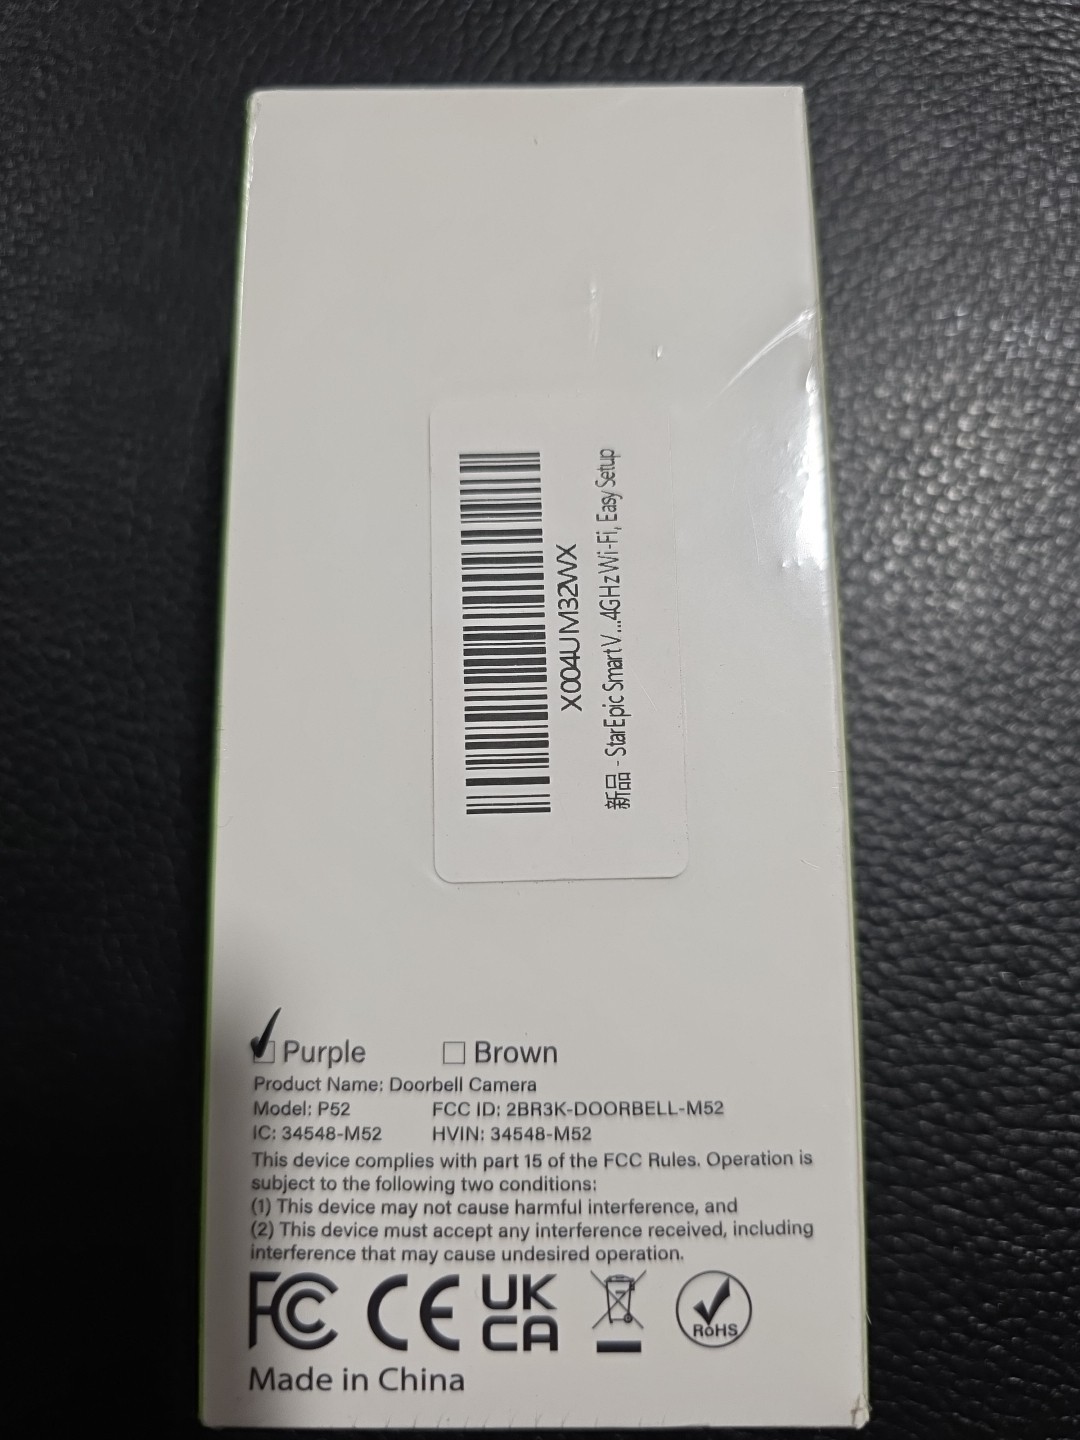 X004UM32WX
新品 - StarEpic Smart V...4GHz Wi-Fi, Easy Setup
Purple Brown
Product Name: Doorbell Camera
Model: P52 FCC ID: 2BR3K-DOORBELL-M52
IC: 34548-M52 HVIN: 34548-M52
This device complies with part 15 of the FCC Rules. Operation is
subject to the following two conditions:
(1) This device may not cause harmful interference, and
(2) This device must accept any interference received, including
interference that may cause undesired operation.
FC CE UK CA RoHS
Made in China